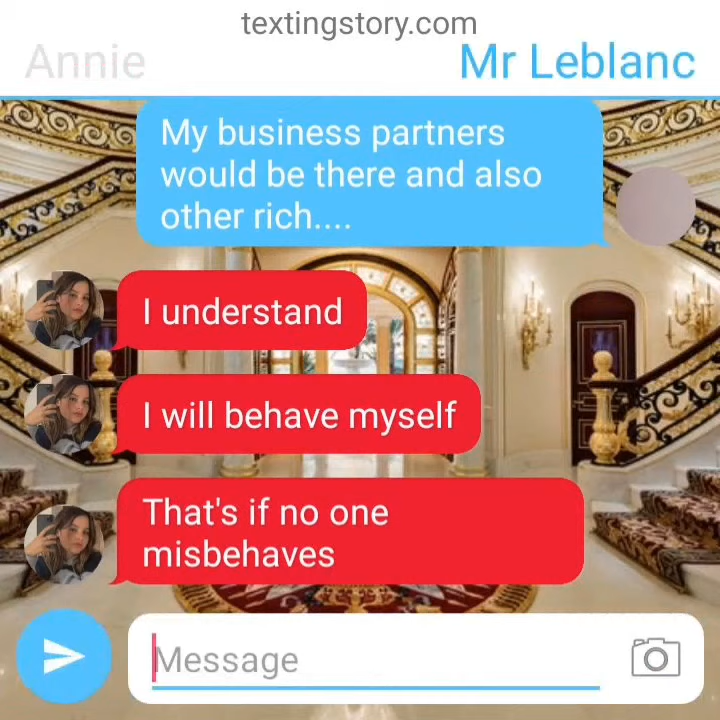 textingstory.com
Annie
Mr Leblanc
My business partners
would be there and also
other rich....
I understand
I will behave myself
That's if no one
misbehaves
Message